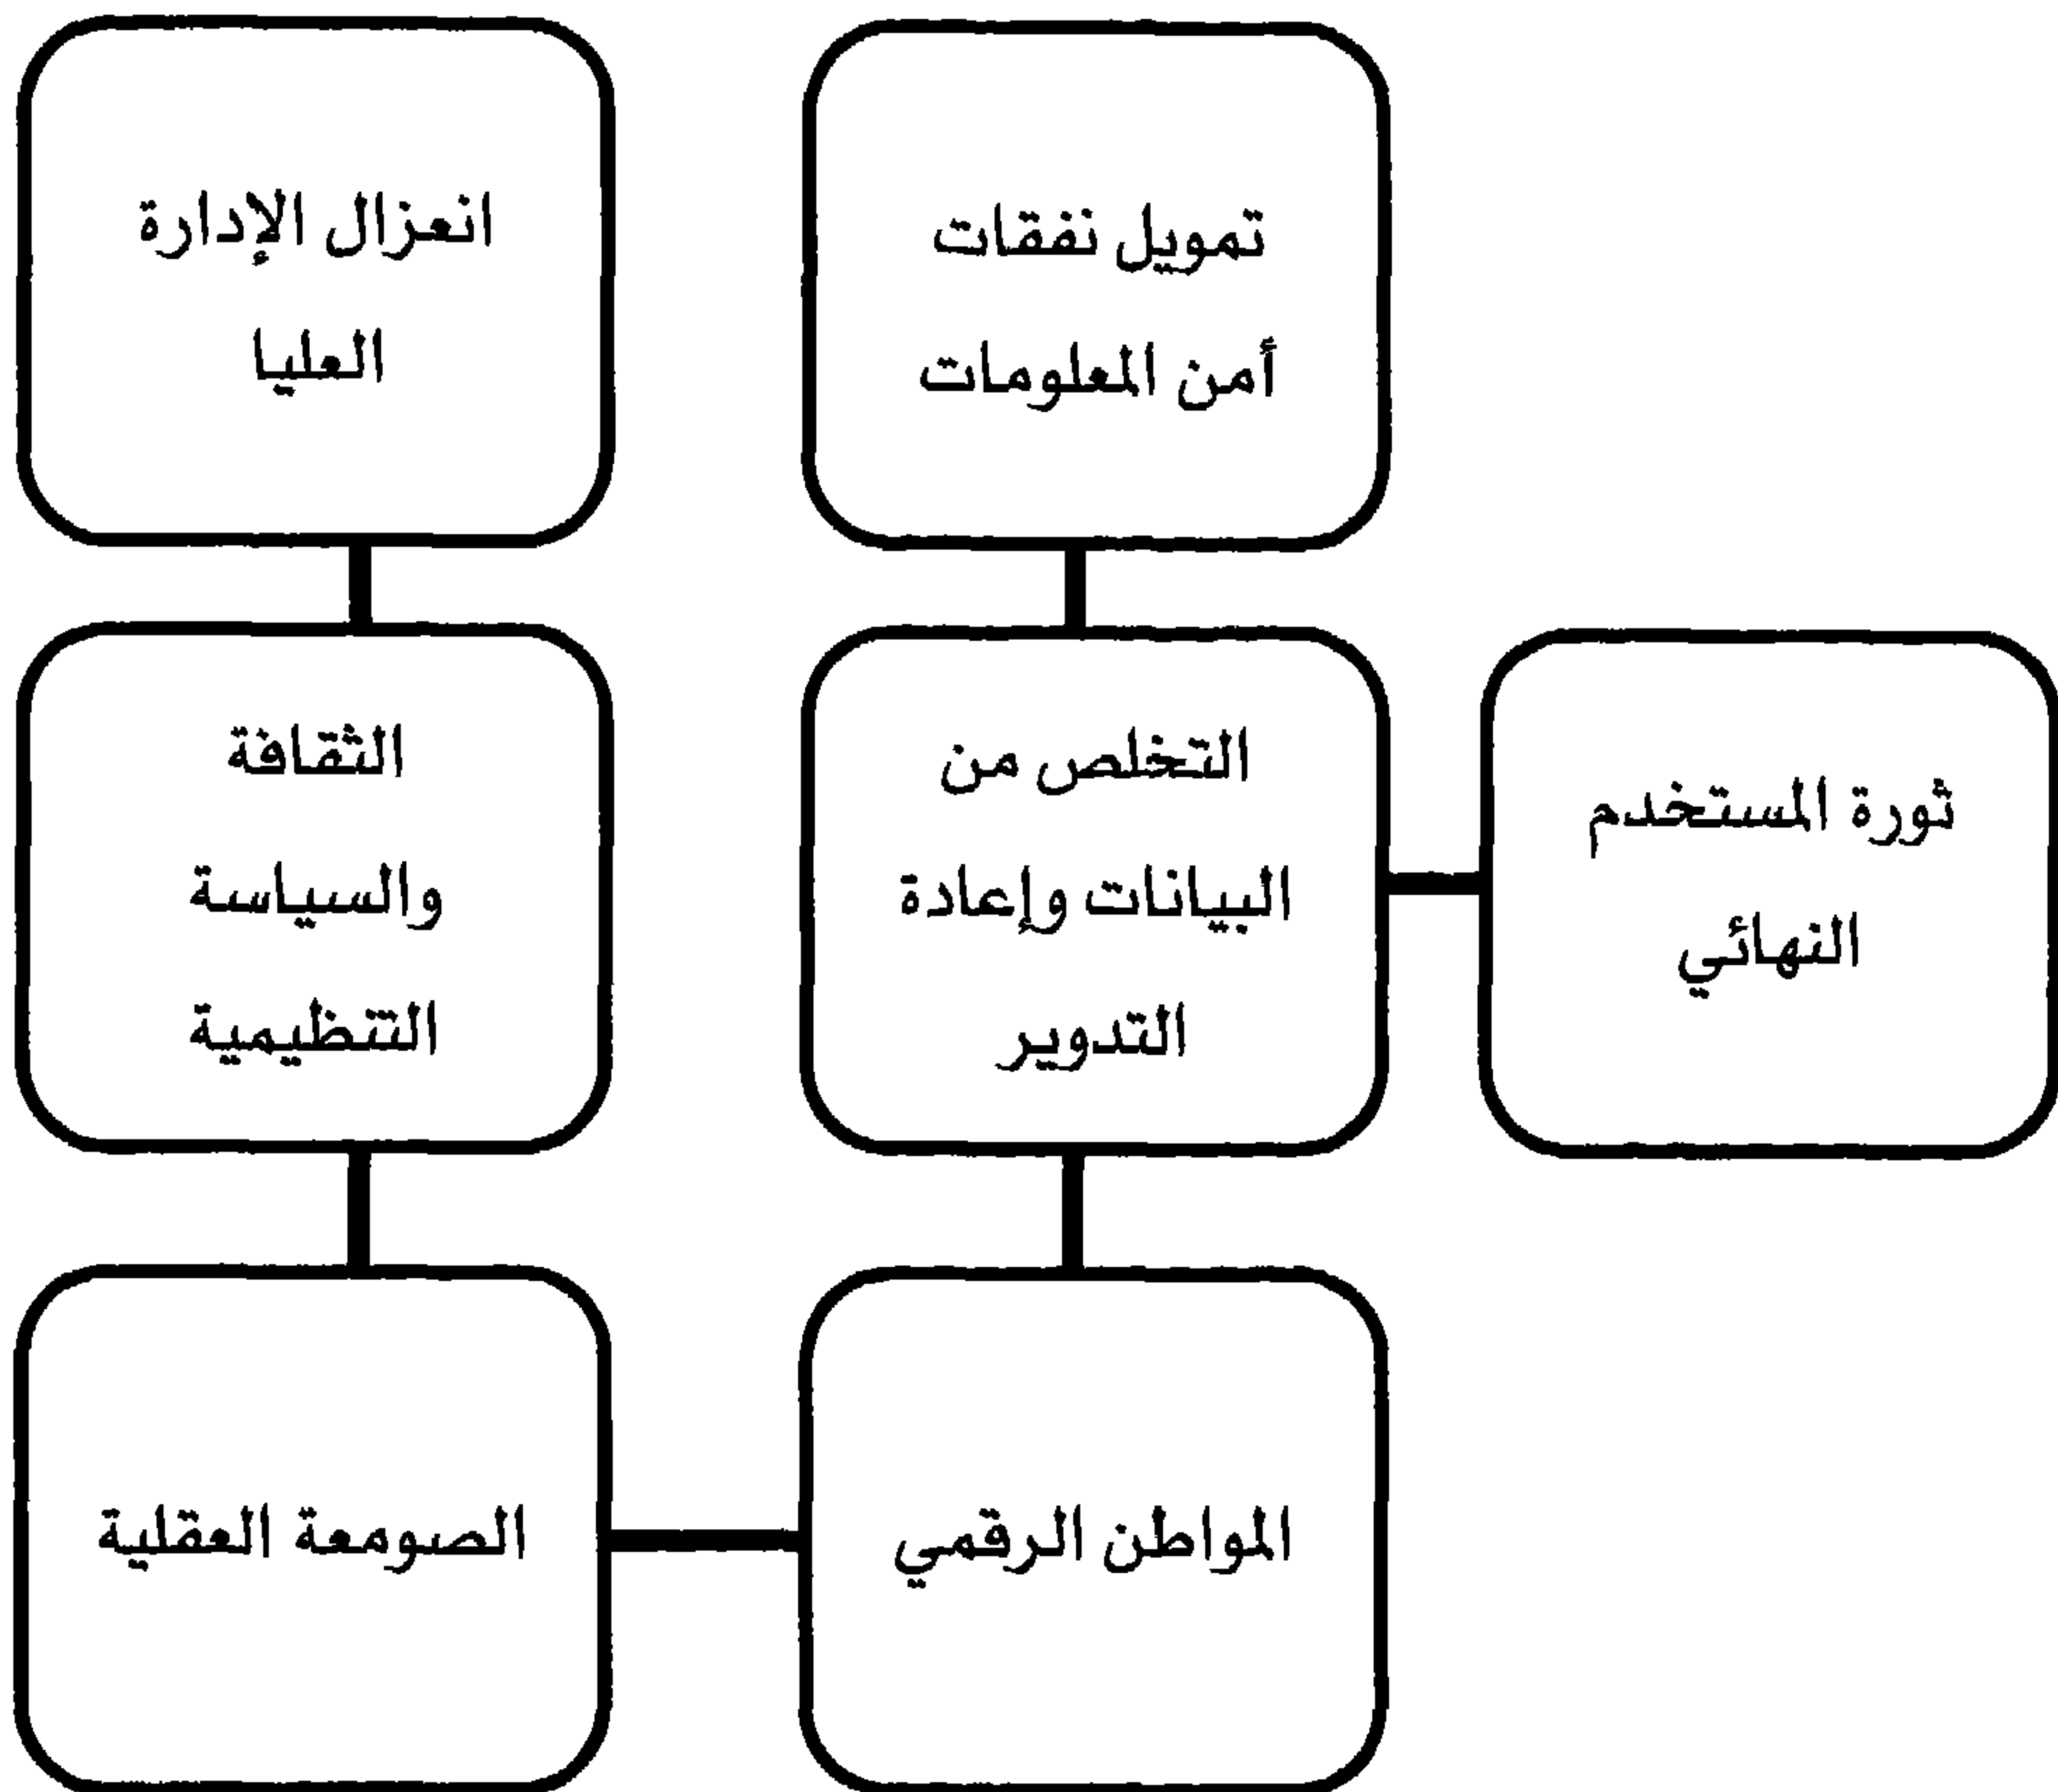 تمويل نفقات
أمن المعلومات
انعزال الإدارة
العليا
ثورة المستخدم
النهائي
التخلص من
البيانات وإعادة
التدوير
الثقافة
والسياسة
التنظيمية
المواطن الرقمي
الصومعة العقلية